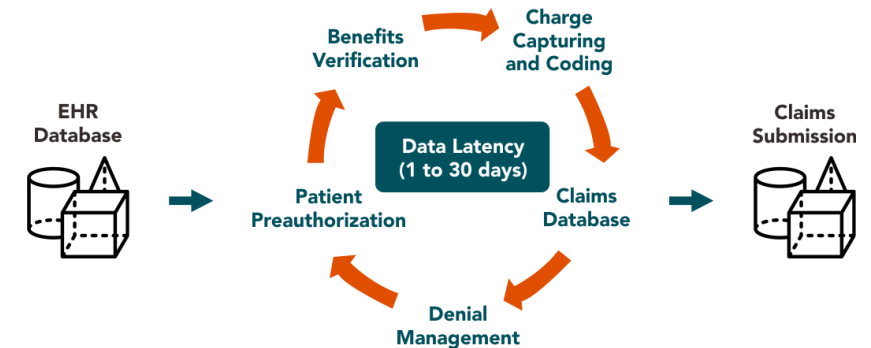 EHR
Database
Benefits
Verification
Charge
Capturing
and Coding
Data Latency
(1 to 30 days)
Patient
Preauthorization
Claims
Database
Denial
Management
Claims
Submission